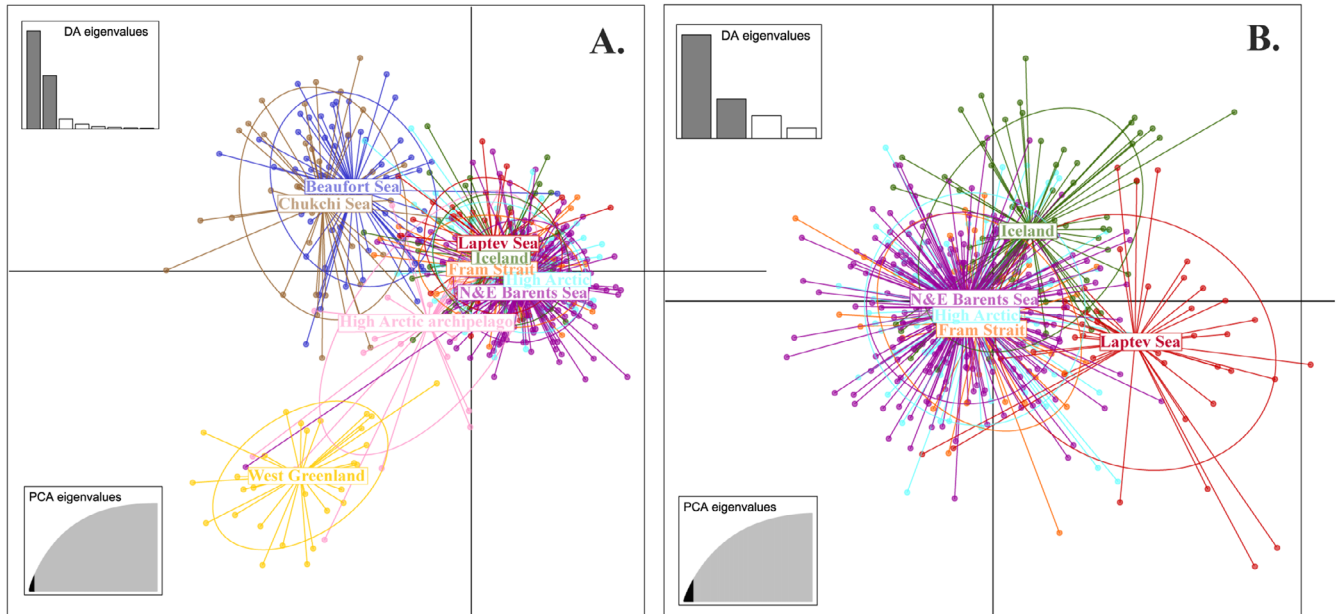 DA eigenvalues
A.
Beaufort Sea
Chukchi Sea
Laptev Sea
Iceland
Fram Strait
High Arctic
N&E Barents Sea
High Arctic archipelago
West Greenland
PCA eigenvalues
DA eigenvalues
B.
Iceland
N&E Barents Sea
High Arctic
Fram Strait
Laptev Sea
PCA eigenvalues